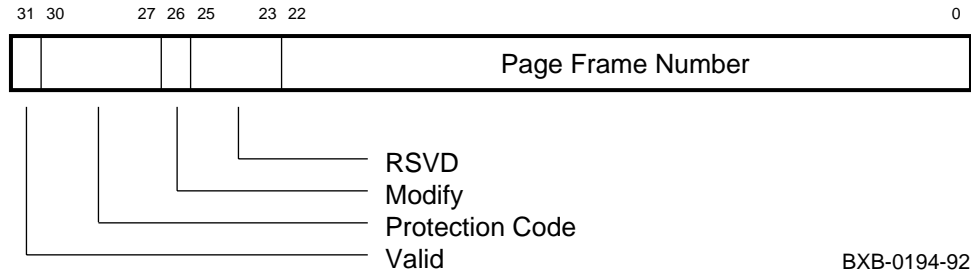 31 30 27 26 25 23 22 0
Page Frame Number
RSVD
Modify
Protection Code
Valid
BXB-0194-92